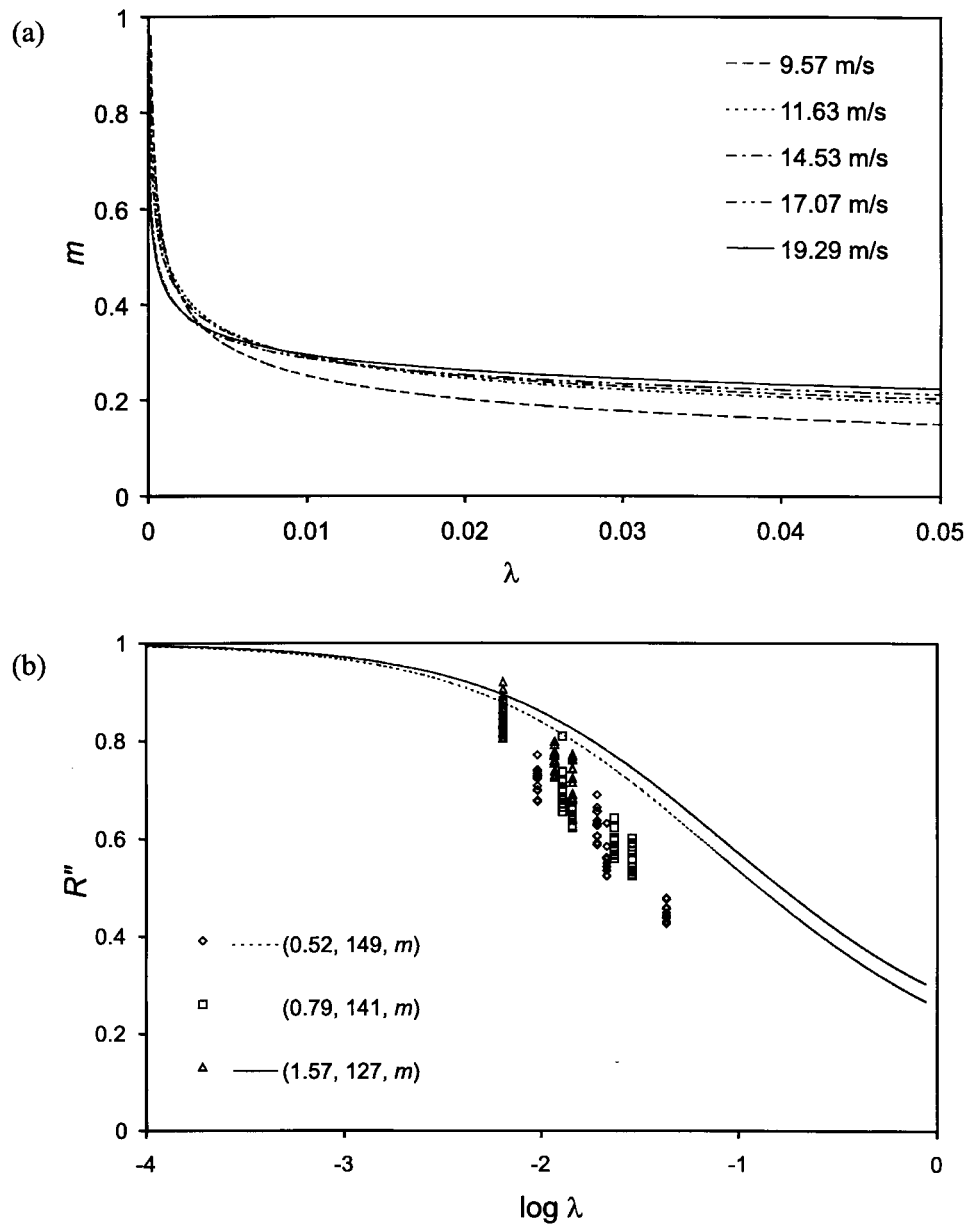 (a)
1
0.8
0.6
0.4
0.2
0
m
9.57 m/s
11.63 m/s
14.53 m/s
17.07 m/s
19.29 m/s
0 0.01 0.02 0.03 0.04 0.05
λ
(b)
1
0.8
0.6
0.4
0.2
0
R"
(0.52, 149, m)
(0.79, 141, m)
(1.57, 127, m)
-4 -3 -2 -1 0
log λ